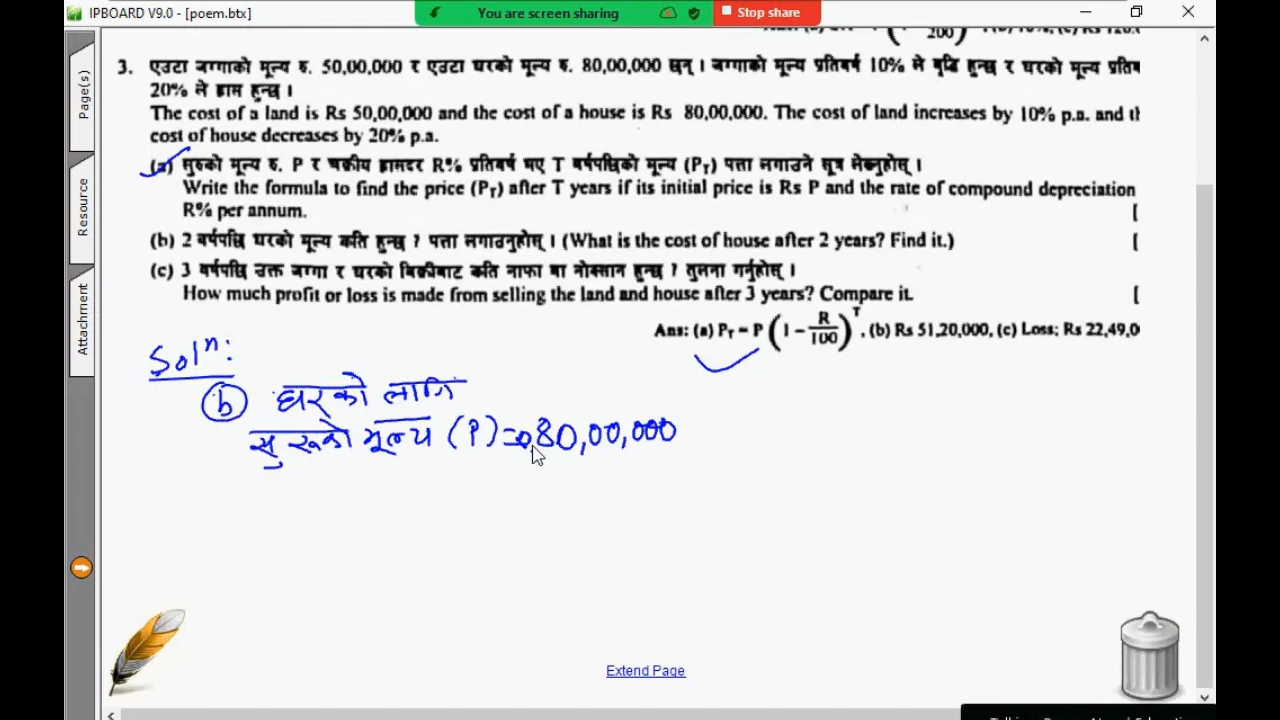 IPBOARD V9.0 - [poem.btx]
You are screen sharing
Stop share
Page(s)
Resource
Attachment
200
3. एउटा जग्गाको मूल्य रु. 50,00,000 र एउटा घरको मूल्य रु. 80,00,000 छन् । जग्गाको मूल्य प्रतिवर्ष 10% ले वृद्धि हुन्छ र घरको मूल्य
20% ले ह्रास हुन्छ ।
The cost of a land is Rs 50,00,000 and the cost of a house is Rs 80,00,000. The cost of land increases by 10% p.a. and
cost of house decreases by 20% p.a.
(a) सुरुको मूल्य रु. P र चक्रीय ह्रासदर R% प्रतिवर्ष भए T वर्षपछिको मूल्य (PT) पत्ता लगाउने सूत्र लेख्नुहोस् ।
Write the formula to find the price (PT) after T years if its initial price is Rs P and the rate of compound depreciation
R% per annum. [
(b) 2 वर्षपछि घरको मूल्य कति हुन्छ ? पत्ता लगाउनुहोस् । (What is the cost of house after 2 years? Find it.) [
(c) 3 वर्षपछि उक्त जग्गा र घरको बिक्रीबाट कति नाफा वा नोक्सान हुन्छ ? तुलना गर्नुहोस् ।
How much profit or loss is made from selling the land and house after 3 years? Compare it. [
Ans: (a) PT = P (1 – R/100)^T, (b) Rs 51,20,000, (c) Loss; Rs 22,49,0
Solⁿ:
b घरको लागि
सुरुको मूल्य (P) = रु 80,00,000
Extend Page